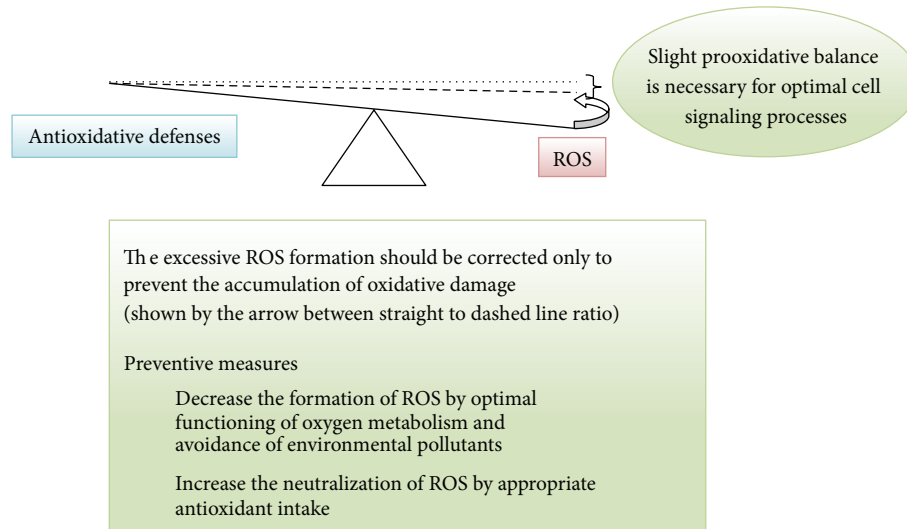 Slight prooxidative balance
is necessary for optimal cell
signaling processes
Antioxidative defenses
ROS
The excessive ROS formation should be corrected only to
prevent the accumulation of oxidative damage
(shown by the arrow between straight to dashed line ratio)
Preventive measures
Decrease the formation of ROS by optimal
functioning of oxygen metabolism and
avoidance of environmental pollutants
Increase the neutralization of ROS by appropriate
antioxidant intake